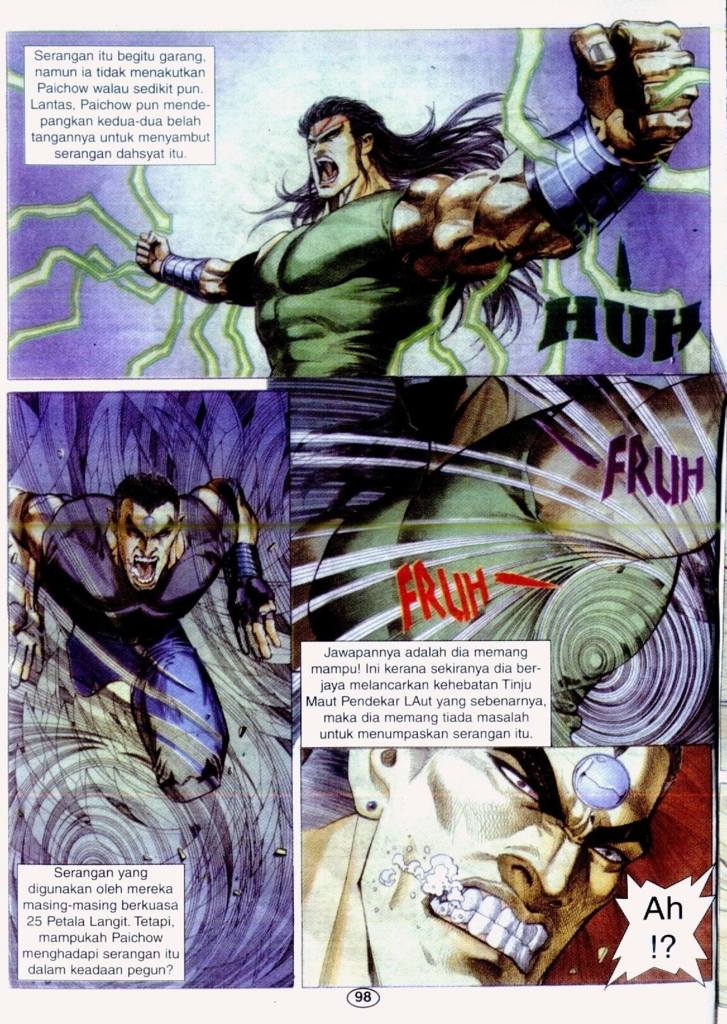 Serangan itu begitu garang,
namun ia tidak menakutkan
Paichow walau sedikit pun.
Lantas, Paichow pun mende-
pangkan kedua-dua belah
tangannya untuk menyambut
serangan dahsyat itu.
HUH
FRUH
FRUH
Serangan yang
digunakan oleh mereka
masing-masing berkuasa
25 Petala Langit. Tetapi,
mampukah Paichow
menghadapi serangan itu
dalam keadaan pegun?
Jawapannya adalah dia memang
mampu! Ini kerana sekiranya dia ber-
jaya melancarkan kehebatan Tinju
Maut Pendekar LAut yang sebenarnya,
maka dia memang tiada masalah
untuk menumpaskan serangan itu.
Ah
!?
98